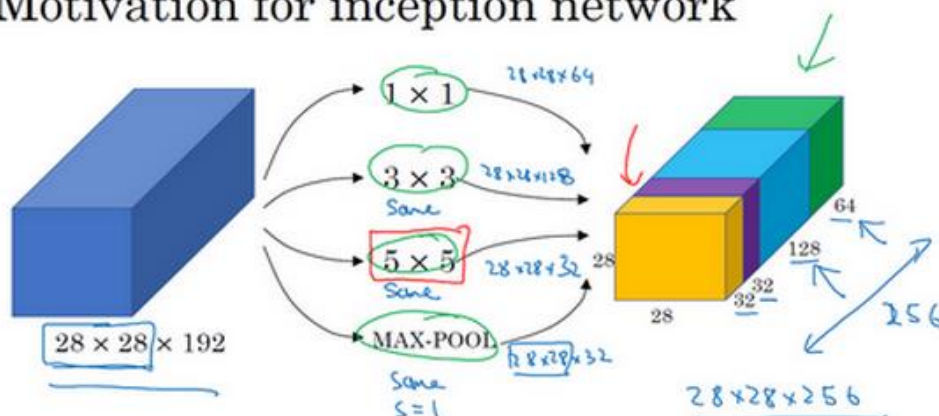 Motivation for inception network
1 × 1
28×28×64
3 × 3
same
28×28×128
5 × 5
same
28×28×32
MAX-POOL
same
s=1
28×28×32
28 × 28 × 192
28
28
32
32
128
64
256
28×28×256